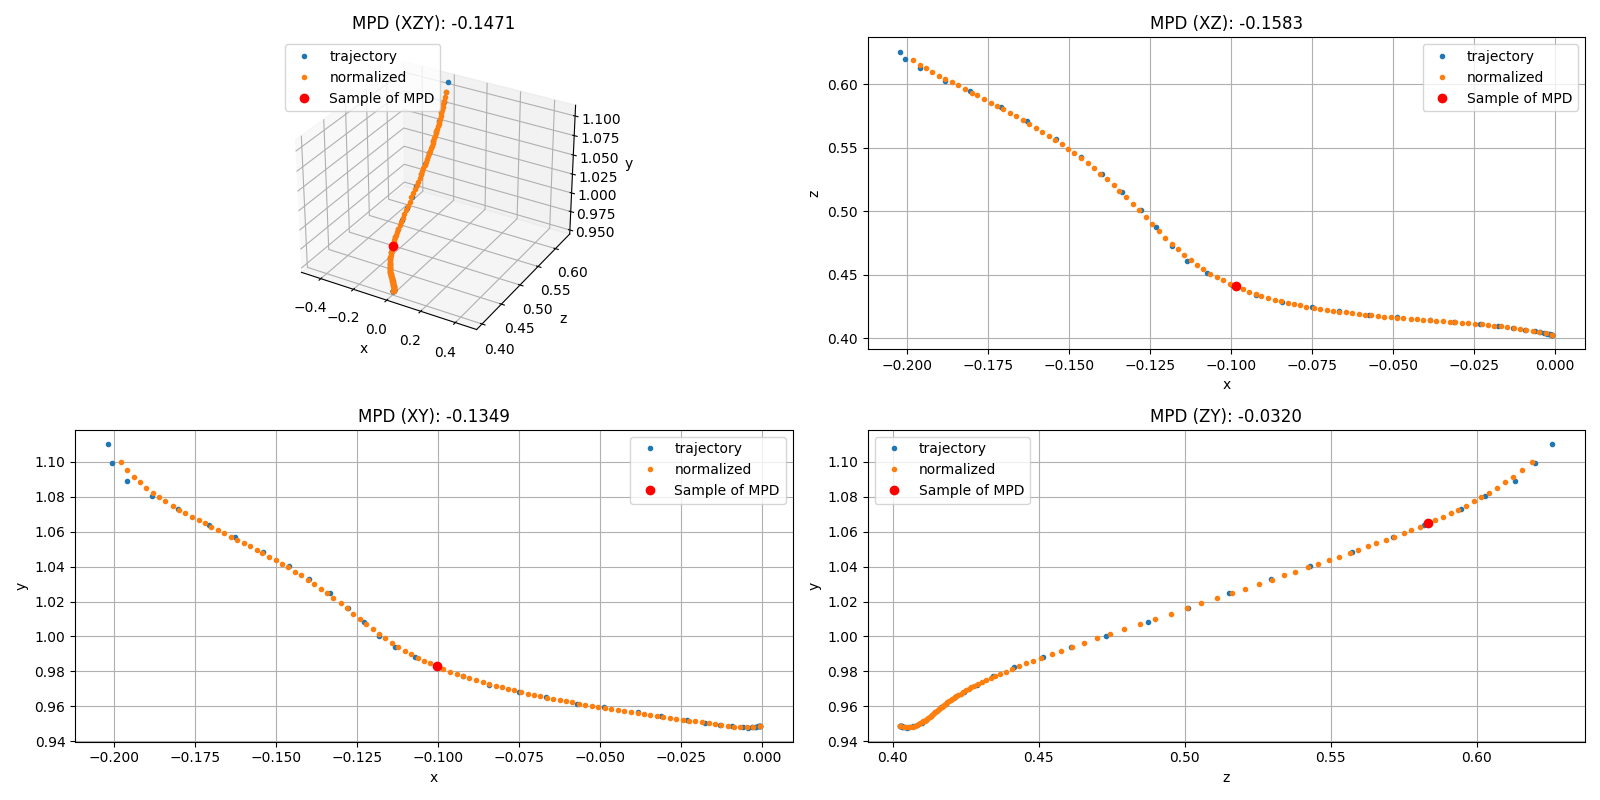 MPD (XZY): -0.1471
trajectory
normalized
Sample of MPD
1.100
1.075
1.050
1.025
1.000
0.975
0.950
y
0.60
0.55
0.50
0.45
0.40
z
−0.4
−0.2
0.0
0.2
0.4
x
MPD (XZ): -0.1583
trajectory
normalized
Sample of MPD
0.60
0.55
0.50
0.45
0.40
z
−0.200 −0.175 −0.150 −0.125 −0.100 −0.075 −0.050 −0.025 0.000
x
MPD (XY): -0.1349
trajectory
normalized
Sample of MPD
1.10
1.08
1.06
1.04
1.02
1.00
0.98
0.96
0.94
y
−0.200 −0.175 −0.150 −0.125 −0.100 −0.075 −0.050 −0.025 0.000
x
MPD (ZY): -0.0320
trajectory
normalized
Sample of MPD
1.10
1.08
1.06
1.04
1.02
1.00
0.98
0.96
0.94
y
0.40 0.45 0.50 0.55 0.60
z